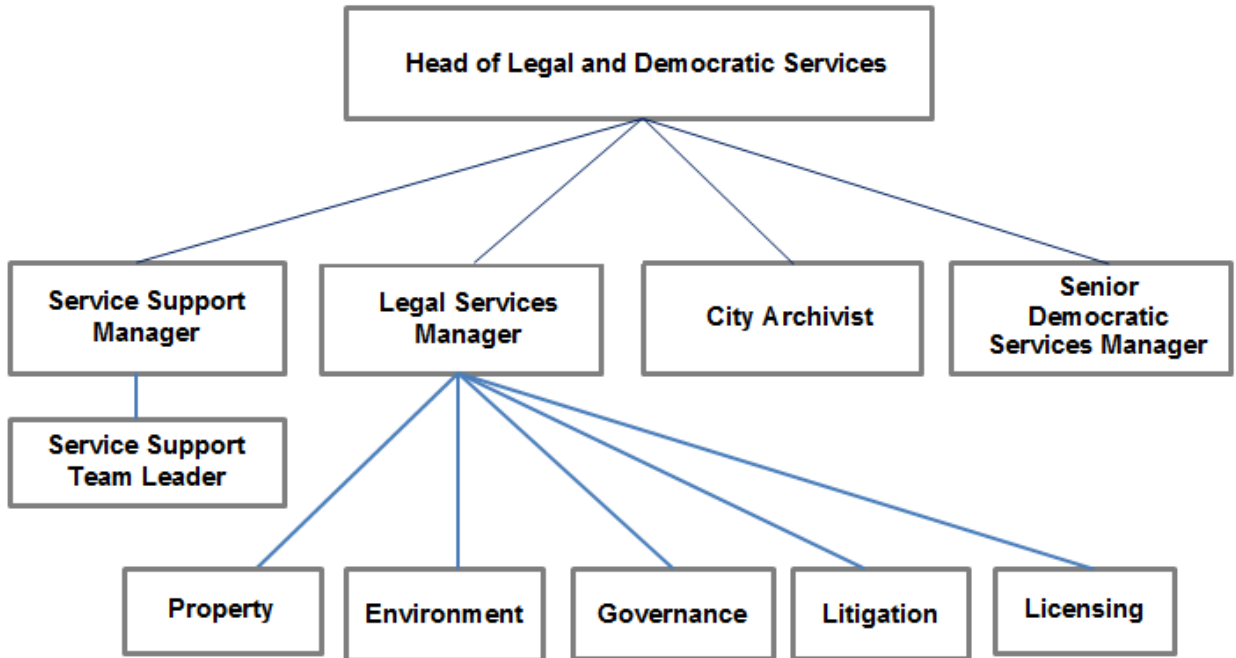 Head of Legal and Democratic Services
Service Support
Manager
Legal Services
Manager
City Archivist
Senior
Democratic
Services Manager
Service Support
Team Leader
Property
Environment
Governance
Litigation
Licensing